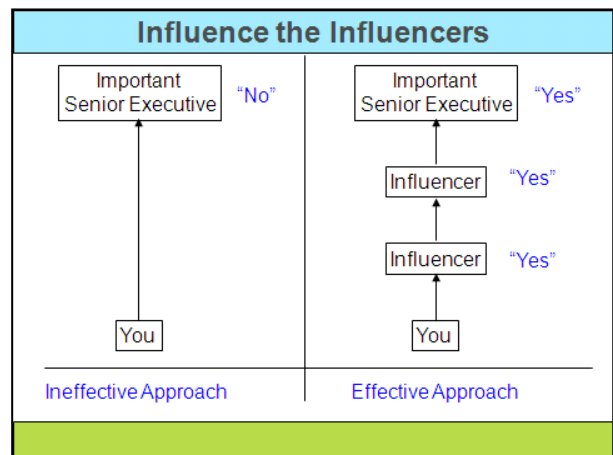 Influence the Influencers
Important
Senior Executive
“No”
You
Ineffective Approach
Important
Senior Executive
“Yes”
Influencer
“Yes”
Influencer
“Yes”
You
Effective Approach